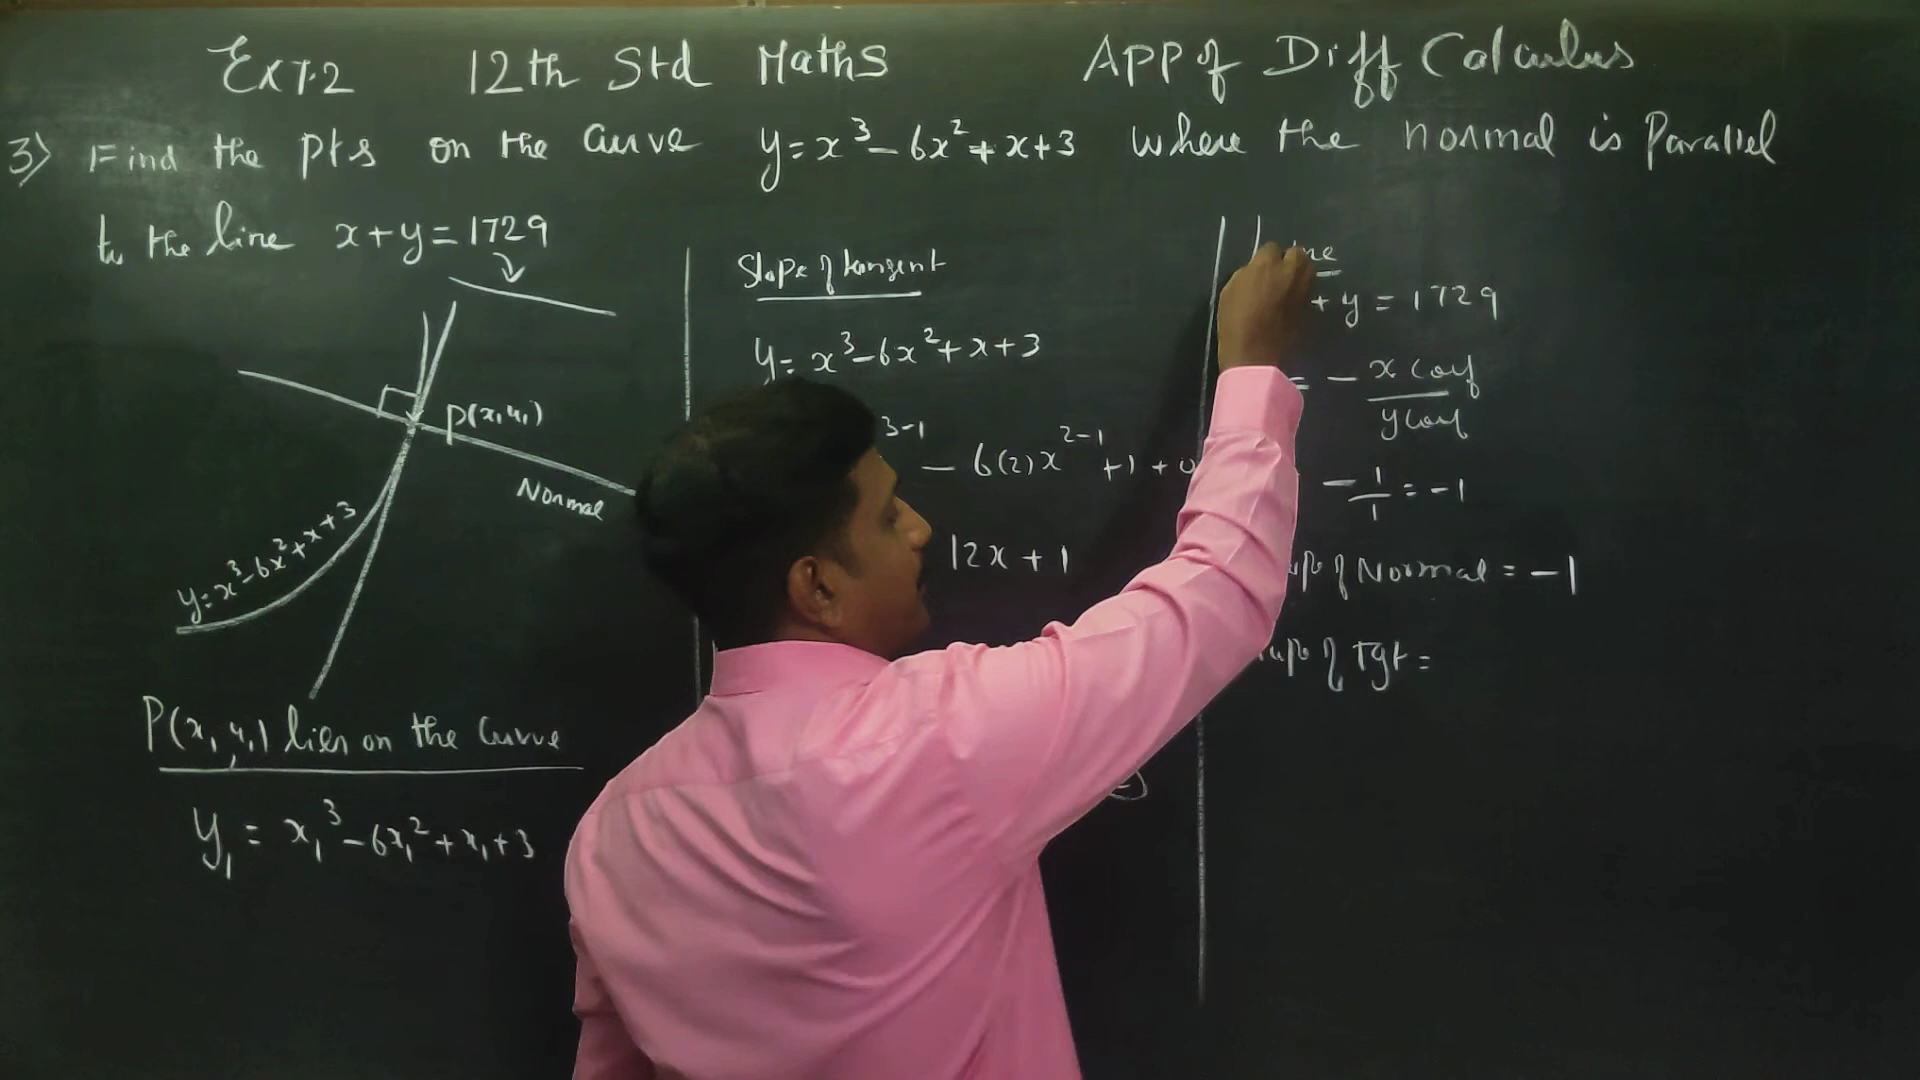 Ex 7.2 12th Std Maths APP of Diff Calculus
3) Find the pts on the curve y = x³ - 6x² + x + 3 where the normal is Parallel
to the line x + y = 1729
P(x₁, y₁)
Normal
y = x³ - 6x² + x + 3
P(x₁, y₁) lies on the curve
y₁ = x₁³ - 6x₁² + x₁ + 3
Slope of tangent
y = x³ - 6x² + x + 3
3-1 - 6(2)x²⁻¹ + 1 + 0
12x + 1
+ y = 1729
= - x coef / y coef
- 1/1 = -1
of Normal = -1
of Tgt =